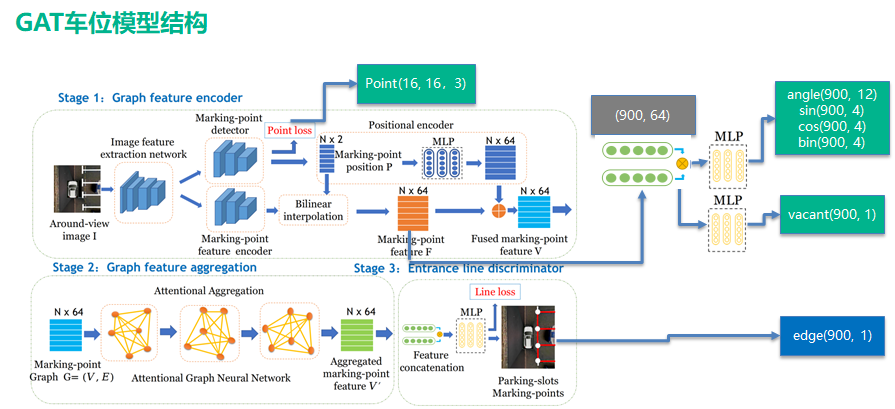 GAT车位模型结构
Stage 1：Graph feature encoder
Point(16, 16，3)
Marking-point
detector
Point loss
Positional encoder
Image feature
extraction network
N x 2
MLP
N x 64
Marking-point
position P
Around-view
image I
Bilinear
interpolation
N x 64
N x 64
Marking-point
feature encoder
Marking-point
feature F
Fused marking-point
feature V
(900, 64)
MLP
angle(900, 12)
sin(900, 4)
cos(900, 4)
bin(900, 4)
MLP
vacant(900, 1)
Stage 2：Graph feature aggregation
Attentional Aggregation
N x 64
N x 64
Marking-point
Graph G= (V, E)
Attentional Graph Neural Network
Aggregated
marking-point
feature V′
Stage 3：Entrance line discriminator
Line loss
MLP
Feature
concatenation
Parking-slots
Marking-points
edge(900, 1)